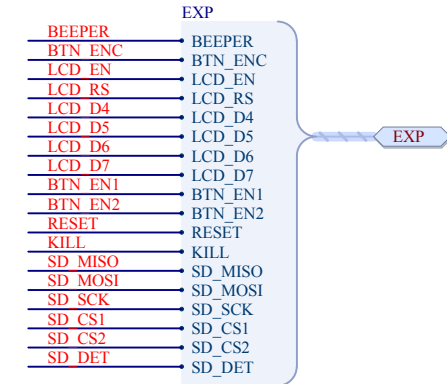 EXP
BEEPER BEEPER
BTN_ENC BTN_ENC
LCD_EN LCD_EN
LCD_RS LCD_RS
LCD_D4 LCD_D4
LCD_D5 LCD_D5
LCD_D6 LCD_D6
LCD_D7 LCD_D7
BTN_EN1 BTN_EN1
BTN_EN2 BTN_EN2
RESET RESET
KILL KILL
SD_MISO SD_MISO
SD_MOSI SD_MOSI
SD_SCK SD_SCK
SD_CS1 SD_CS1
SD_CS2 SD_CS2
SD_DET SD_DET
EXP